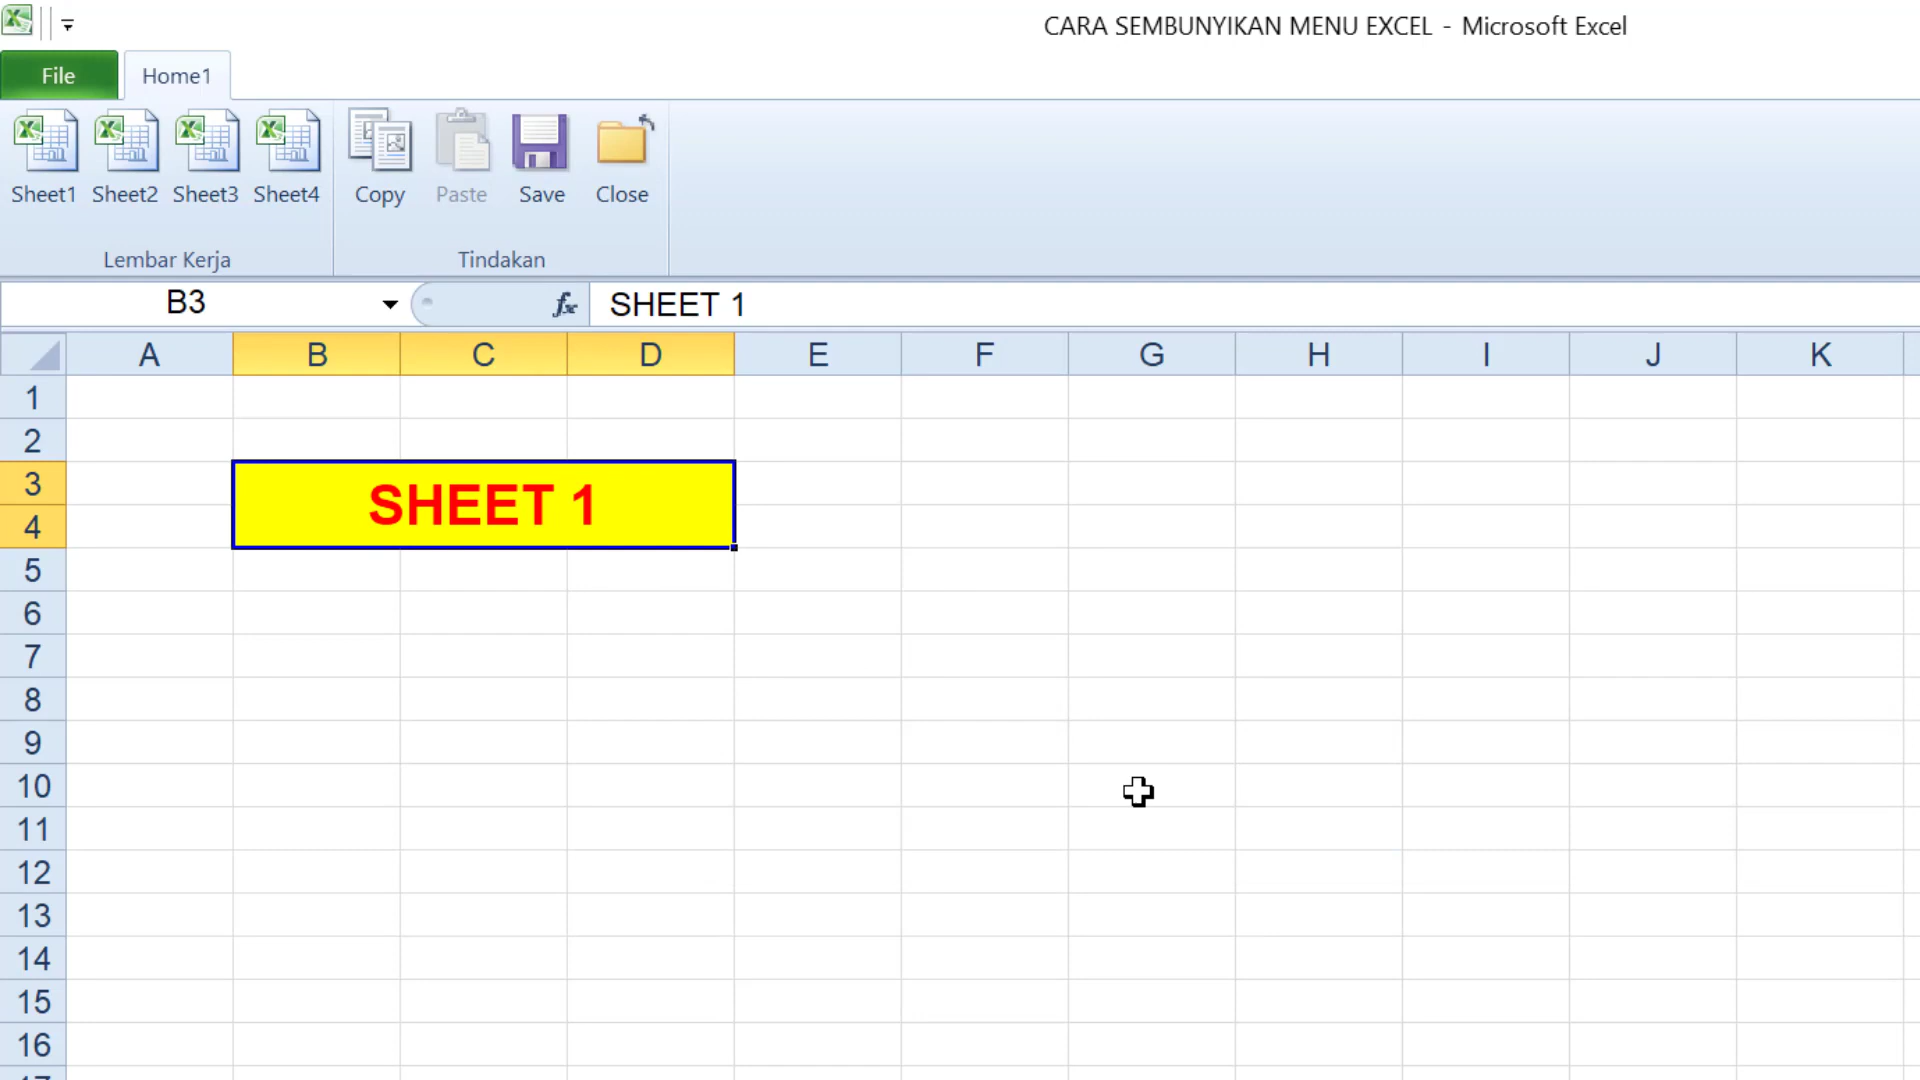 CARA SEMBUNYIKAN MENU EXCEL - Microsoft Excel
File Home1
Sheet1 Sheet2 Sheet3 Sheet4 Copy Paste Save Close
Lembar Kerja Tindakan
B3 fx SHEET 1
A B C D E F G H I J K
1
2
3
SHEET 1
4
5
6
7
8
9
10
11
12
13
14
15
16
17